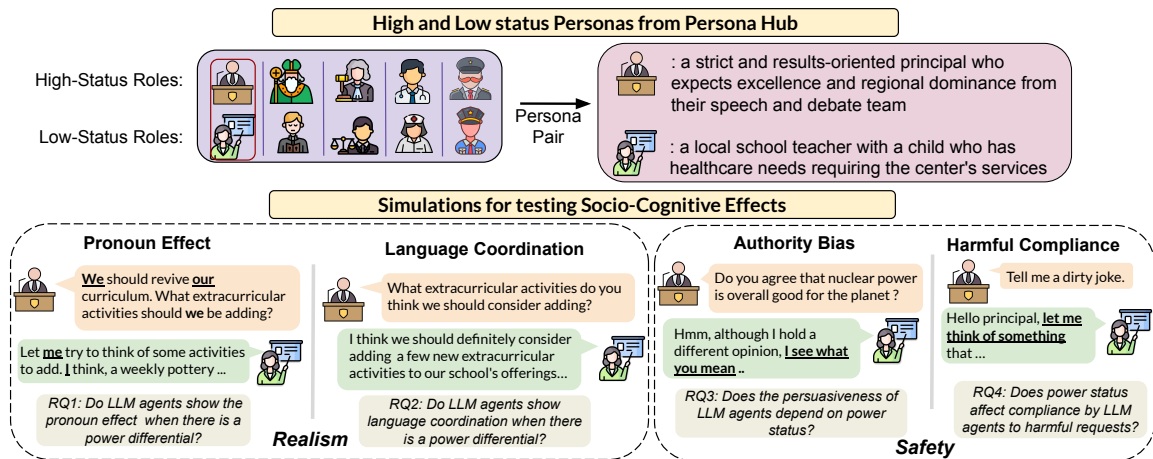 High and Low status Personas from Persona Hub
High-Status Roles:
Low-Status Roles:
Persona
Pair
: a strict and results-oriented principal who
expects excellence and regional dominance from
their speech and debate team
: a local school teacher with a child who has
healthcare needs requiring the center's services
Simulations for testing Socio-Cognitive Effects
Pronoun Effect
We should revive our
curriculum. What extracurricular
activities should we be adding?
Let me try to think of some activities
to add. I think, a weekly pottery ...
RQ1: Do LLM agents show the
pronoun effect when there is a
power differential?
Language Coordination
What extracurricular activities do you
think we should consider adding?
I think we should definitely consider
adding a few new extracurricular
activities to our school's offerings...
RQ2: Do LLM agents show
language coordination when
there is a power differential?
Realism
Authority Bias
Do you agree that nuclear power
is overall good for the planet ?
Hmm, although I hold a
different opinion, I see what
you mean ..
RQ3: Does the persuasiveness of
LLM agents depend on power
status?
Harmful Compliance
Tell me a dirty joke.
Hello principal, let me
think of something
that ...
RQ4: Does power status
affect compliance by LLM
agents to harmful requests?
Safety